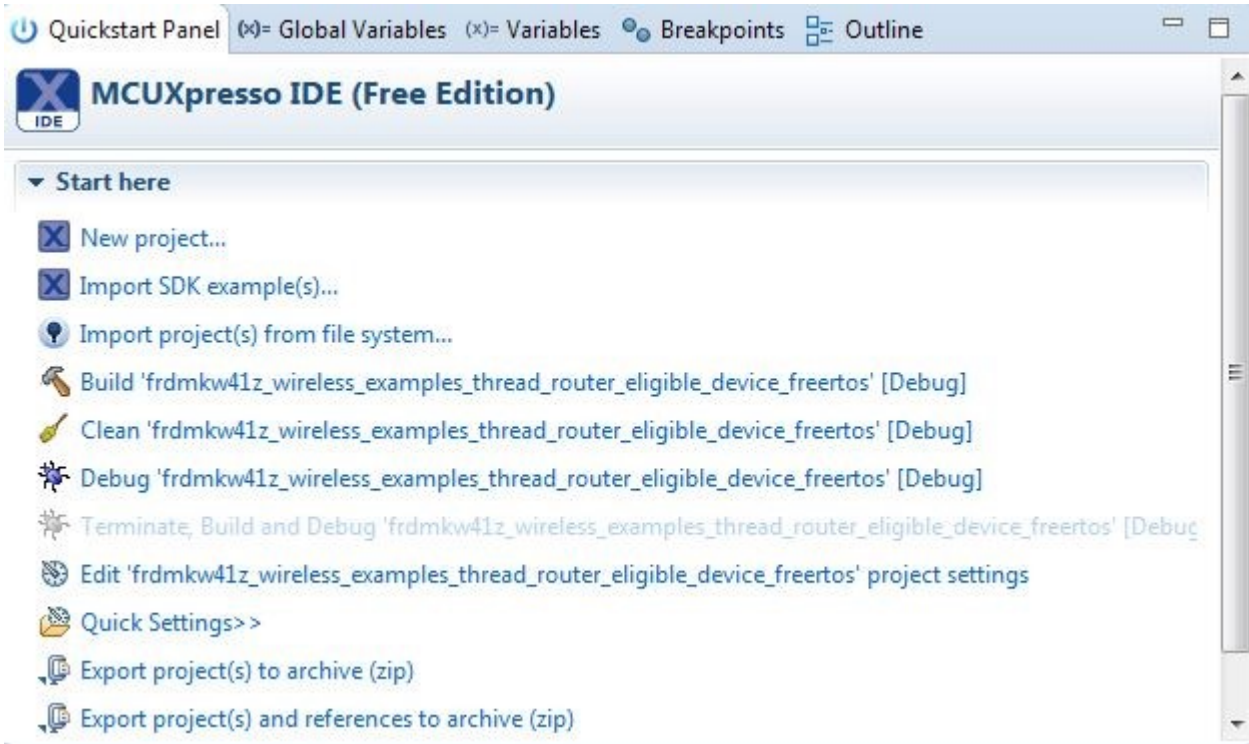 Quickstart Panel (x)= Global Variables (x)= Variables Breakpoints Outline
MCUXpresso IDE (Free Edition)
IDE
Start here
New project...
Import SDK example(s)...
Import project(s) from file system...
Build 'frdmkw41z_wireless_examples_thread_router_eligible_device_freertos' [Debug]
Clean 'frdmkw41z_wireless_examples_thread_router_eligible_device_freertos' [Debug]
Debug 'frdmkw41z_wireless_examples_thread_router_eligible_device_freertos' [Debug]
Terminate, Build and Debug 'frdmkw41z_wireless_examples_thread_router_eligible_device_freertos' [Debug
Edit 'frdmkw41z_wireless_examples_thread_router_eligible_device_freertos' project settings
Quick Settings>>
Export project(s) to archive (zip)
Export project(s) and references to archive (zip)